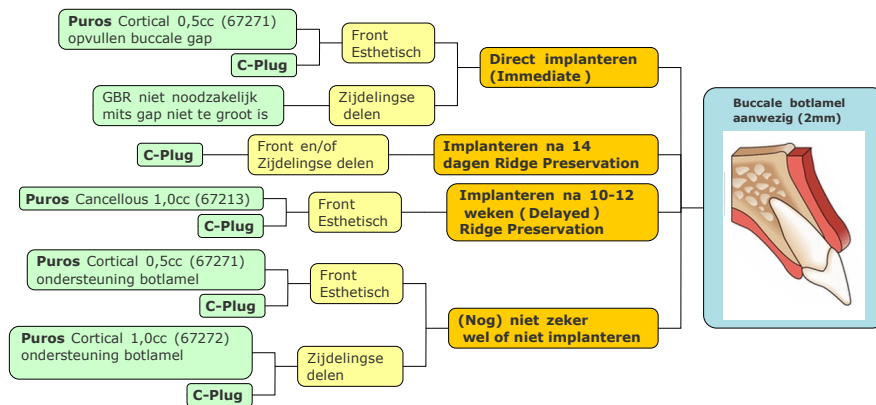 Puros Cortical 0,5cc (67271)
opvullen buccale gap
C-Plug
Front
Esthetisch
GBR niet noodzakelijk
mits gap niet te groot is
Zijdelingse
delen
Direct implanteren
(Immediate )
C-Plug
Front en/of
Zijdelingse delen
Implanteren na 14
dagen Ridge Preservation
Puros Cancellous 1,0cc (67213)
C-Plug
Front
Esthetisch
Implanteren na 10-12
weken (Delayed )
Ridge Preservation
Puros Cortical 0,5cc (67271)
ondersteuning botlamel
C-Plug
Front
Esthetisch
Puros Cortical 1,0cc (67272)
ondersteuning botlamel
C-Plug
Zijdelingse
delen
(Nog) niet zeker
wel of niet implanteren
Buccale botlamel
aanwezig (2mm)